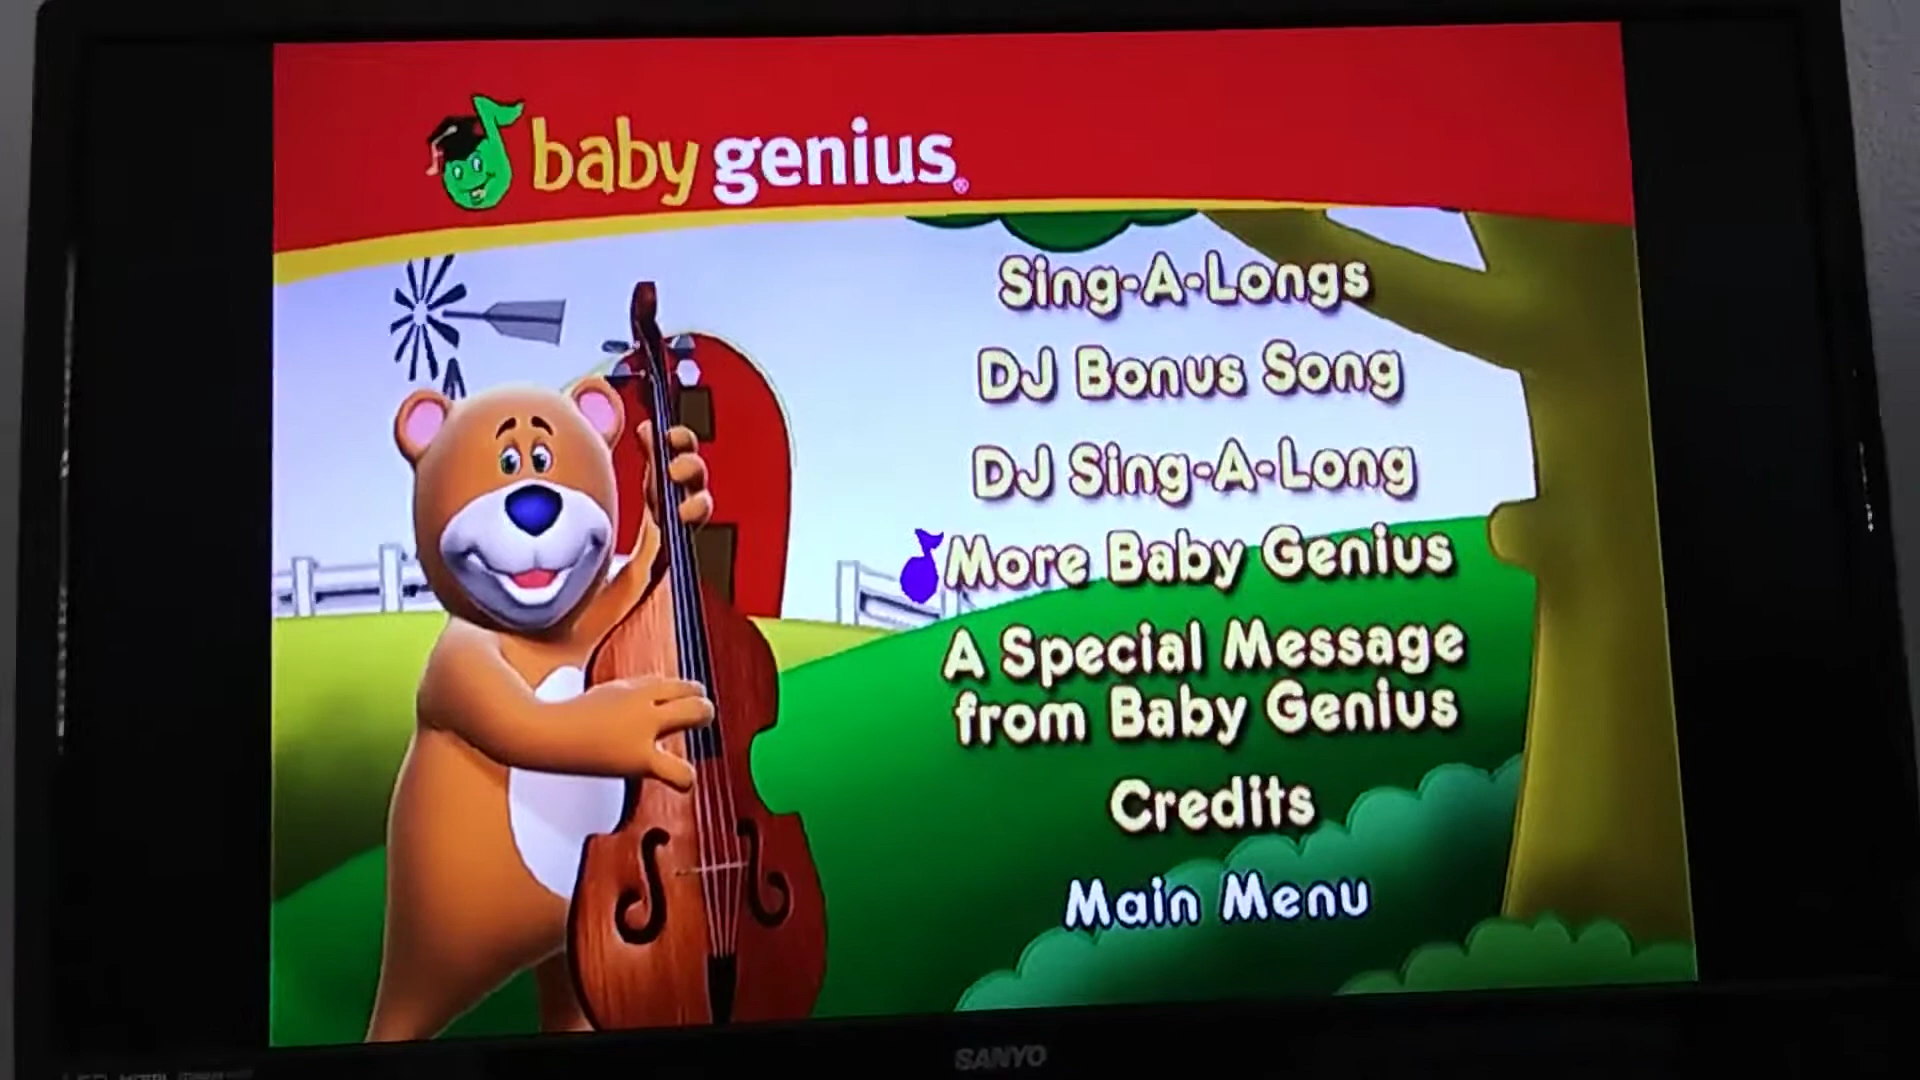 baby genius®
Sing-A-Longs
DJ Bonus Song
DJ Sing-A-Long
More Baby Genius
A Special Message
from Baby Genius
Credits
Main Menu
SANYO